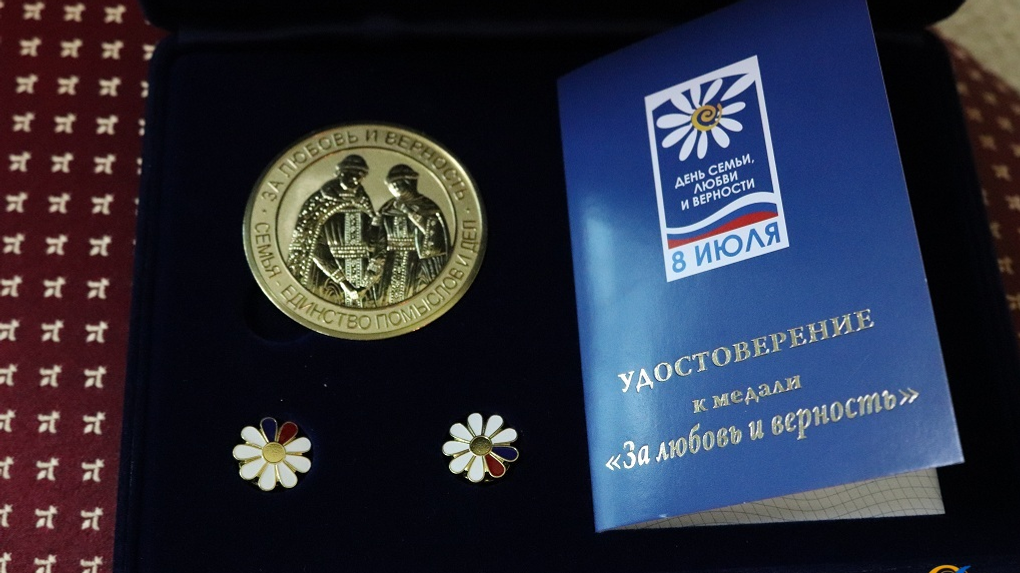 · ЗА ЛЮБОВЬ И ВЕРНОСТЬ ·
СЕМЬЯ · ЕДИНСТВО ПОМЫСЛОВ И ДЕЛ
ДЕНЬ СЕМЬИ,
ЛЮБВИ
И ВЕРНОСТИ
8 ИЮЛЯ
УДОСТОВЕРЕНИЕ
к медали
«За любовь и верность»